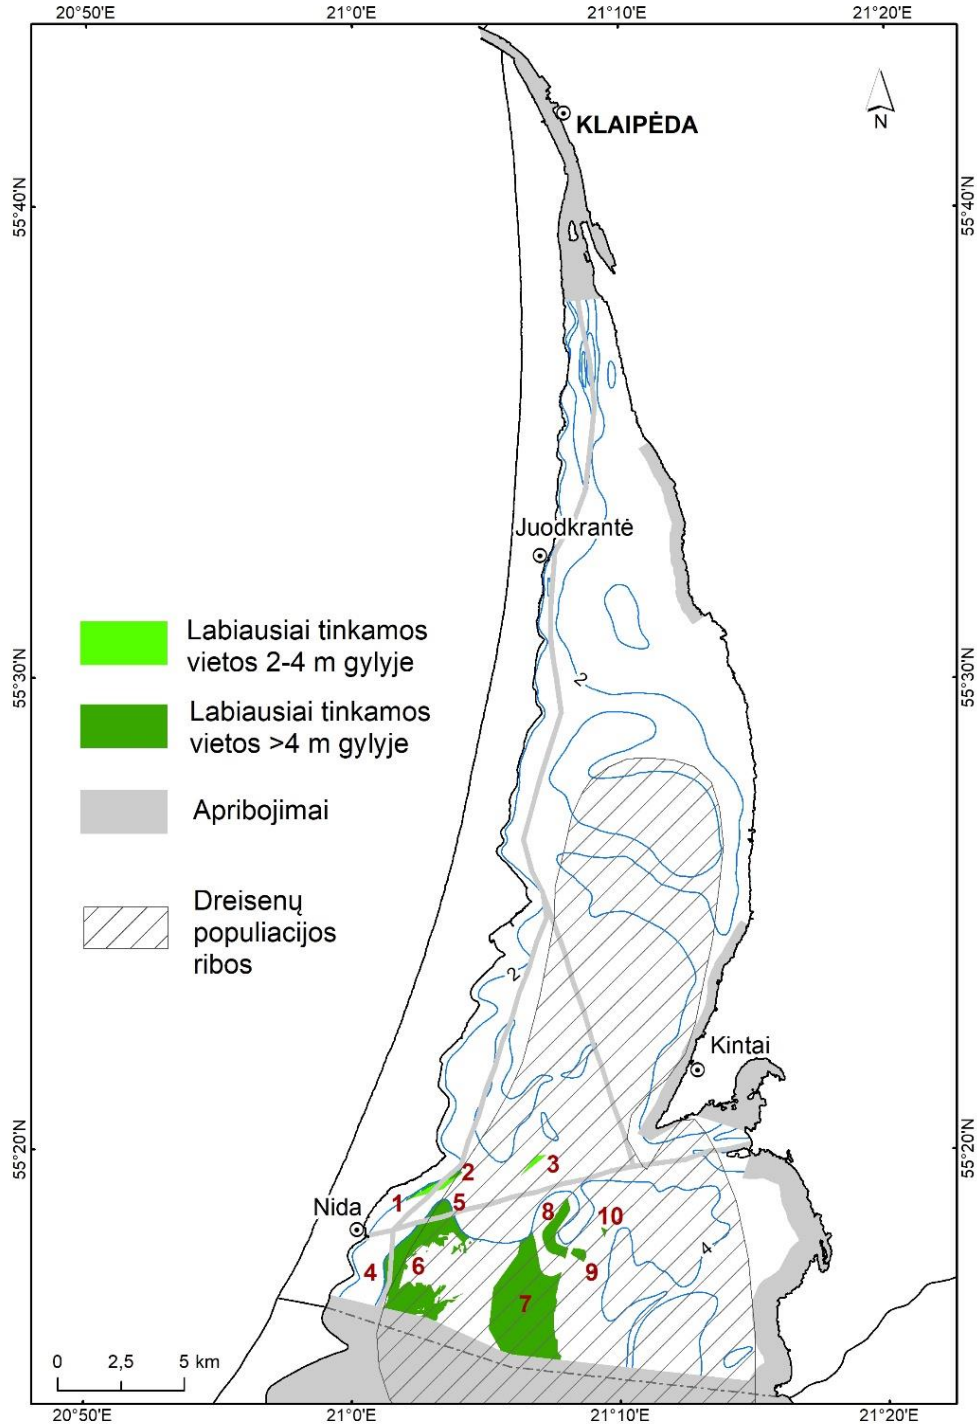 20°50'E 21°0'E 21°10'E 21°20'E
N
KLAIPĖDA
55°40'N 55°40'N
Juodkrantė
Labiausiai tinkamos
vietos 2-4 m gylyje
55°30'N 55°30'N
2
Labiausiai tinkamos
vietos >4 m gylyje
Apribojimai
Dreisenų
populiacijos
ribos
2
Kintai
55°20'N 55°20'N
3
2
1
5
Nida
8
10
4
4
6
9
7
0 2,5 5 km
20°50'E 21°0'E 21°10'E 21°20'E